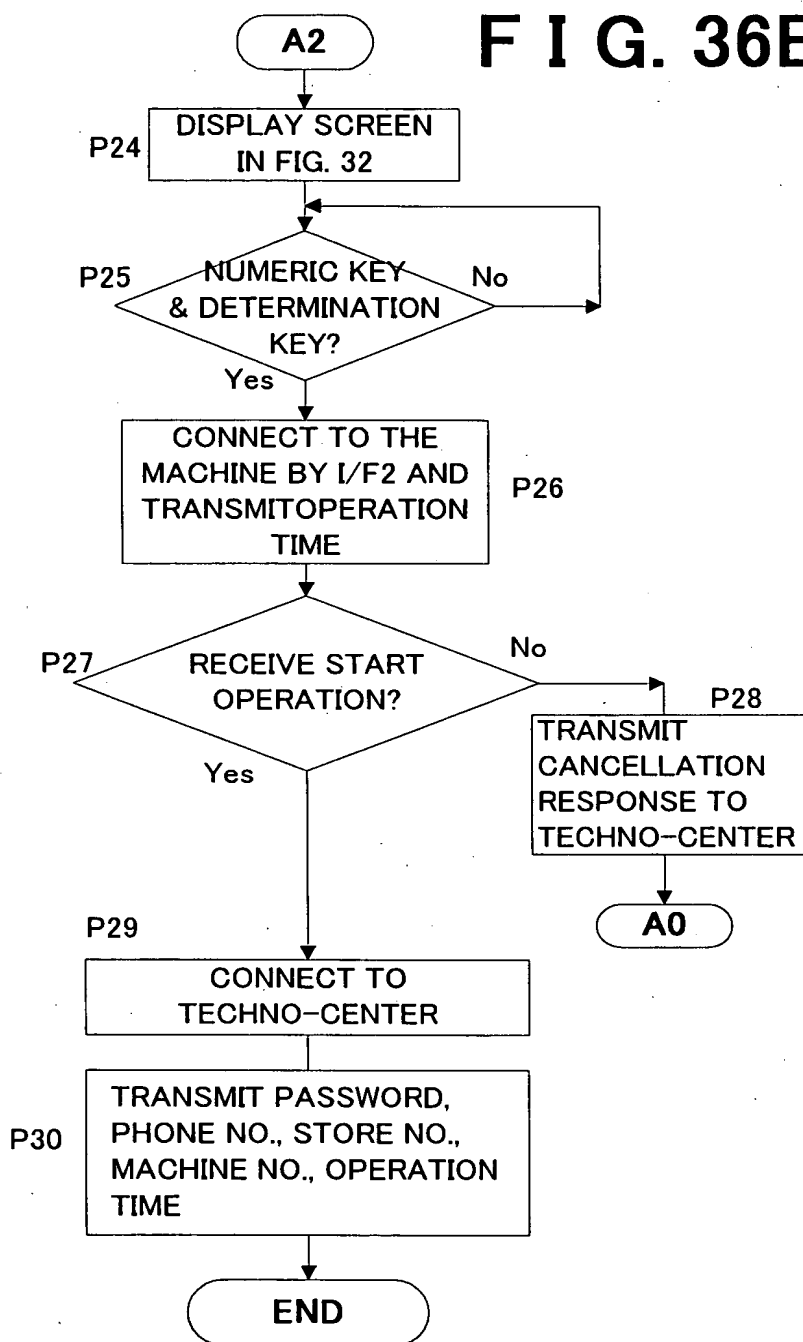 A2
F I G. 36B
P24
DISPLAY SCREEN
IN FIG. 32
P25
NUMERIC KEY
& DETERMINATION
KEY?
No
Yes
CONNECT TO THE
MACHINE BY I/F2 AND
TRANSMITOPERATION
TIME
P26
P27
RECEIVE START
OPERATION?
No
Yes
P28
TRANSMIT
CANCELLATION
RESPONSE TO
TECHNO-CENTER
A0
P29
CONNECT TO
TECHNO-CENTER
P30
TRANSMIT PASSWORD,
PHONE NO., STORE NO.,
MACHINE NO., OPERATION
TIME
END